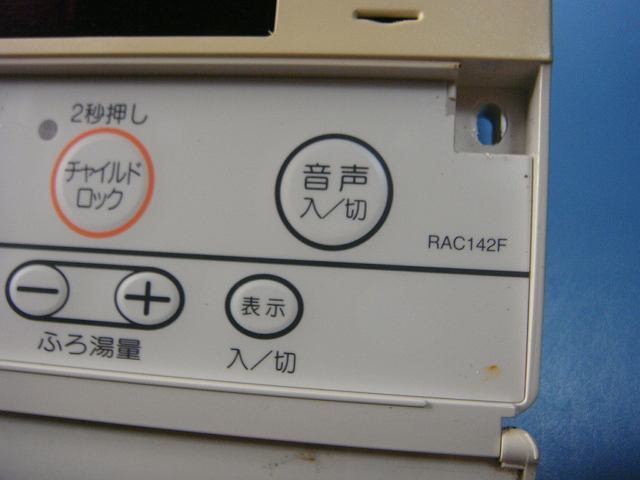 2秒押し
チャイルド
ロック
音声
入／切
RAC142F
− +
ふろ湯量
表示
入／切